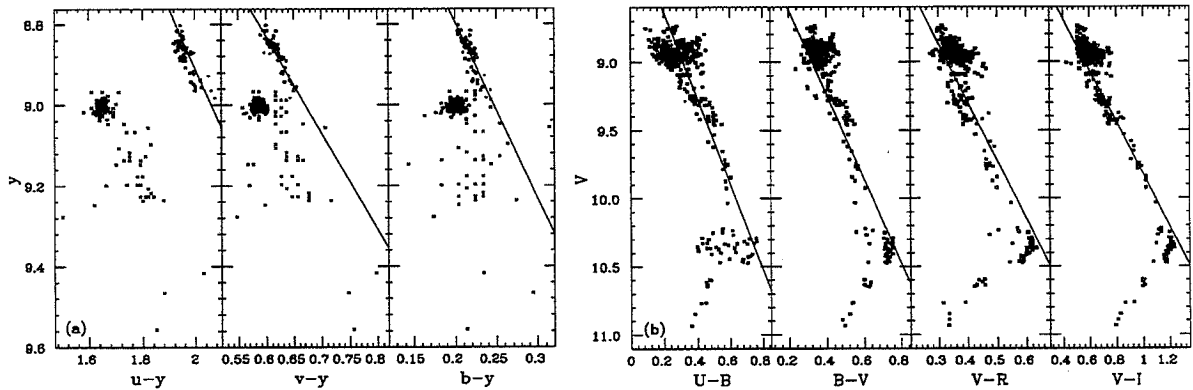 8.8
9.0
9.2
9.4
9.6
y
(a)
1.6 1.8 2
u-y
0.55 0.6 0.65 0.7 0.75 0.8
v-y
0.15 0.2 0.25 0.3
b-y
9.0
9.5
10.0
10.5
11.0
V
(b)
0 0.2 0.4 0.6 0.8
U-B
0.2 0.4 0.6 0.8
B-V
0.3 0.4 0.5 0.6
V-R
0.4 0.6 0.8 1.2
V-I